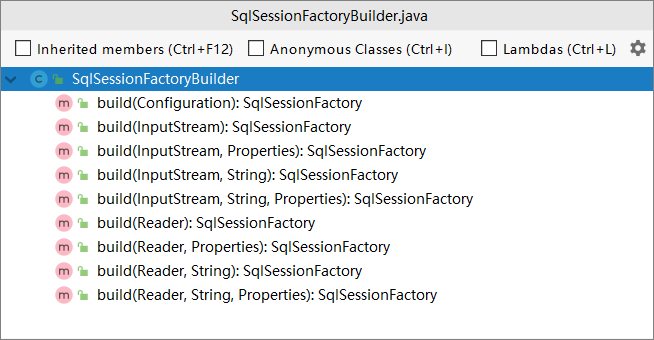 SqlSessionFactoryBuilder.java
Inherited members (Ctrl+F12) Anonymous Classes (Ctrl+I) Lambdas (Ctrl+L)
C SqlSessionFactoryBuilder
m build(Configuration): SqlSessionFactory
m build(InputStream): SqlSessionFactory
m build(InputStream, Properties): SqlSessionFactory
m build(InputStream, String): SqlSessionFactory
m build(InputStream, String, Properties): SqlSessionFactory
m build(Reader): SqlSessionFactory
m build(Reader, Properties): SqlSessionFactory
m build(Reader, String): SqlSessionFactory
m build(Reader, String, Properties): SqlSessionFactory